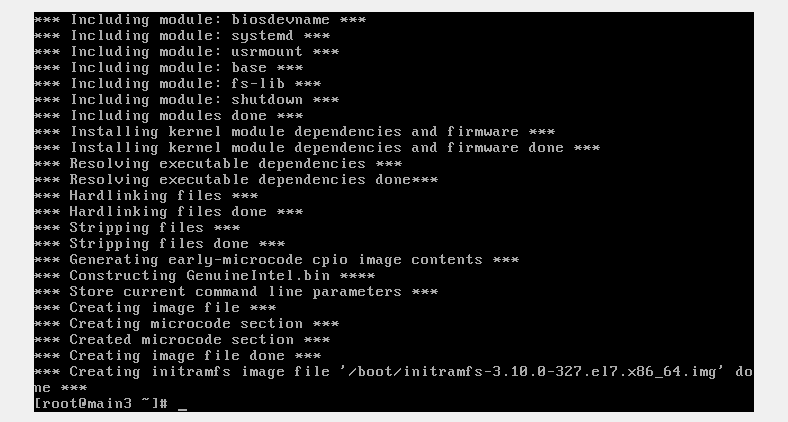 *** Including module: biosdevname ***
*** Including module: systemd ***
*** Including module: usrmount ***
*** Including module: base ***
*** Including module: fs-lib ***
*** Including module: shutdown ***
*** Including modules done ***
*** Installing kernel module dependencies and firmware ***
*** Installing kernel module dependencies and firmware done ***
*** Resolving executable dependencies ***
*** Resolving executable dependencies done***
*** Hardlinking files ***
*** Hardlinking files done ***
*** Stripping files ***
*** Stripping files done ***
*** Generating early-microcode cpio image contents ***
*** Constructing GenuineIntel.bin ****
*** Store current command line parameters ***
*** Creating image file ***
*** Creating microcode section ***
*** Created microcode section ***
*** Creating image file done ***
*** Creating initramfs image file '/boot/initramfs-3.10.0-327.el7.x86_64.img' do
ne ***
[root@main3 ~]# _